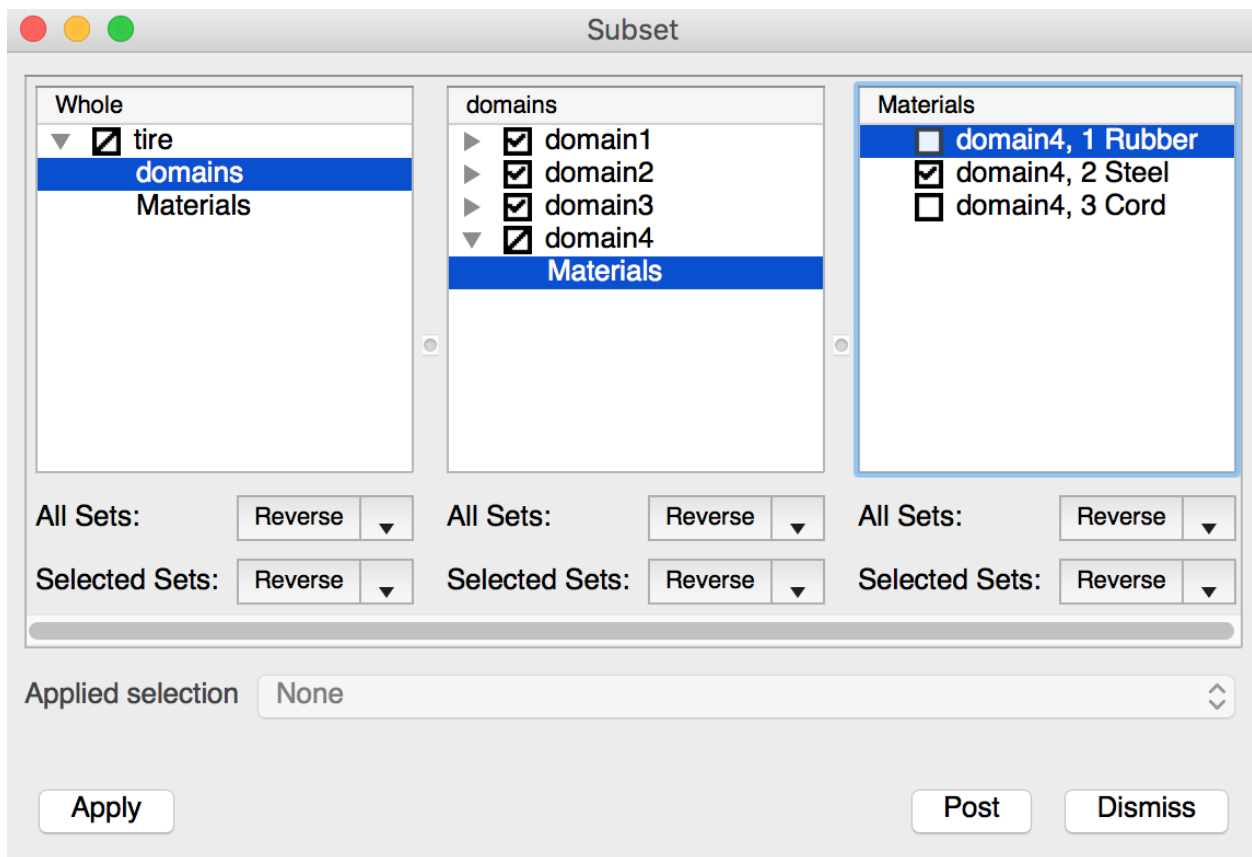 Subset
Whole
tire
domains
Materials
domains
domain1
domain2
domain3
domain4
Materials
Materials
domain4, 1 Rubber
domain4, 2 Steel
domain4, 3 Cord
All Sets: Reverse
All Sets: Reverse
All Sets: Reverse
Selected Sets: Reverse
Selected Sets: Reverse
Selected Sets: Reverse
Applied selection None
Apply
Post
Dismiss